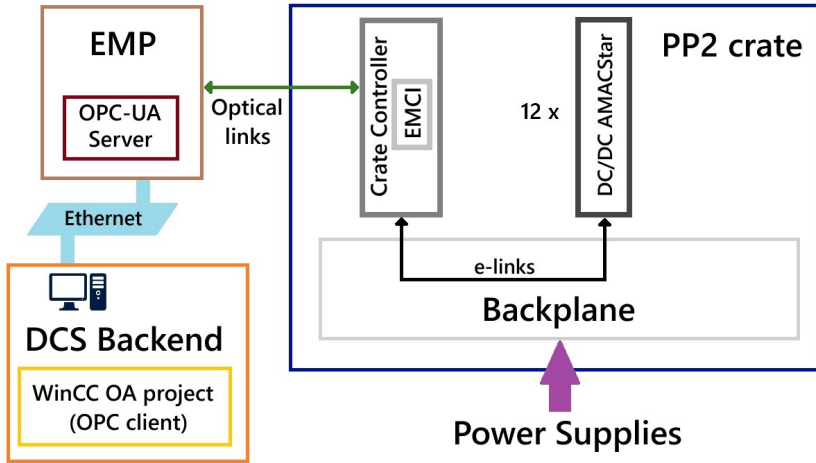 EMP
OPC-UA
Server
Optical
links
Ethernet
DCS Backend
WinCC OA project
(OPC client)
PP2 crate
Crate Controller
EMCI
12 x
DC/DC AMACStar
e-links
Backplane
Power Supplies